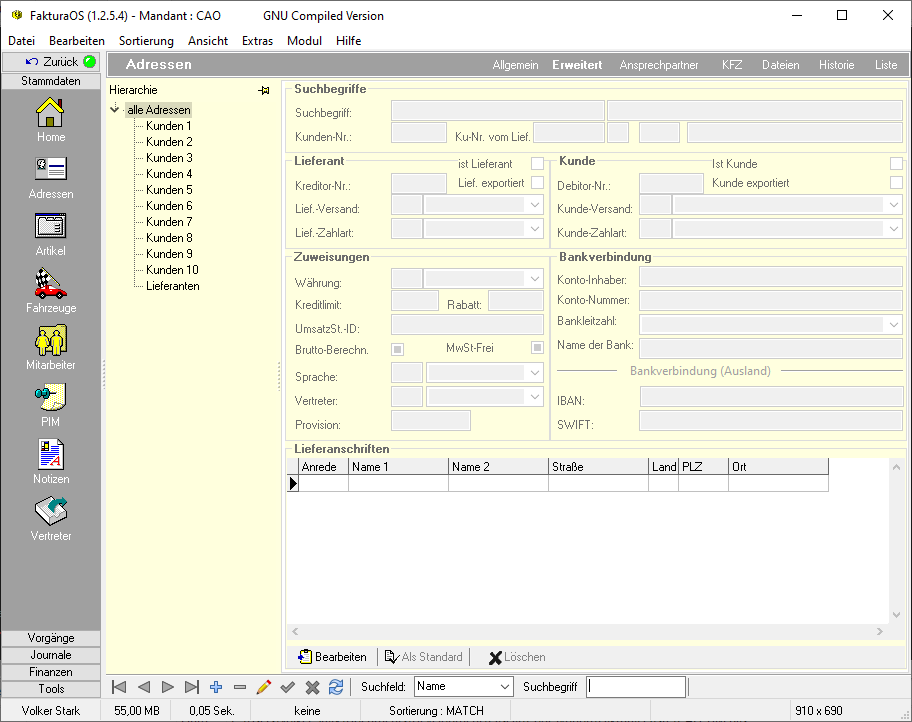 FakturaOS (1.2.5.4) - Mandant : CAO GNU Compiled Version
Datei Bearbeiten Sortierung Ansicht Extras Modul Hilfe
Zurück
Stammdaten
Home
Adressen
Artikel
Fahrzeuge
Mitarbeiter
PIM
Notizen
Vertreter
Vorgänge
Journale
Finanzen
Tools
Adressen Allgemein Erweitert Ansprechpartner KFZ Dateien Historie Liste
Hierarchie
alle Adressen
Kunden 1
Kunden 2
Kunden 3
Kunden 4
Kunden 5
Kunden 6
Kunden 7
Kunden 8
Kunden 9
Kunden 10
Lieferanten
Suchbegriffe
Suchbegriff:
Kunden-Nr.: Ku-Nr. vom Lief.
Lieferant ist Lieferant
Kreditor-Nr.: Lief. exportiert
Lief.-Versand:
Lief.-Zahlart:
Kunde Ist Kunde
Debitor-Nr.: Kunde exportiert
Kunde-Versand:
Kunde-Zahlart:
Zuweisungen
Währung:
Kreditlimit: Rabatt:
UmsatzSt.-ID:
Brutto-Berechn. MwSt-Frei
Sprache:
Vertreter:
Provision:
Bankverbindung
Konto-Inhaber:
Konto-Nummer:
Bankleitzahl:
Name der Bank:
Bankverbindung (Ausland)
IBAN:
SWIFT:
Lieferanschriften
Anrede Name 1 Name 2 Straße Land PLZ Ort
Bearbeiten Als Standard Löschen
Suchfeld: Name Suchbegriff
Volker Stark 55,00 MB 0,05 Sek. keine Sortierung : MATCH 910 x 690